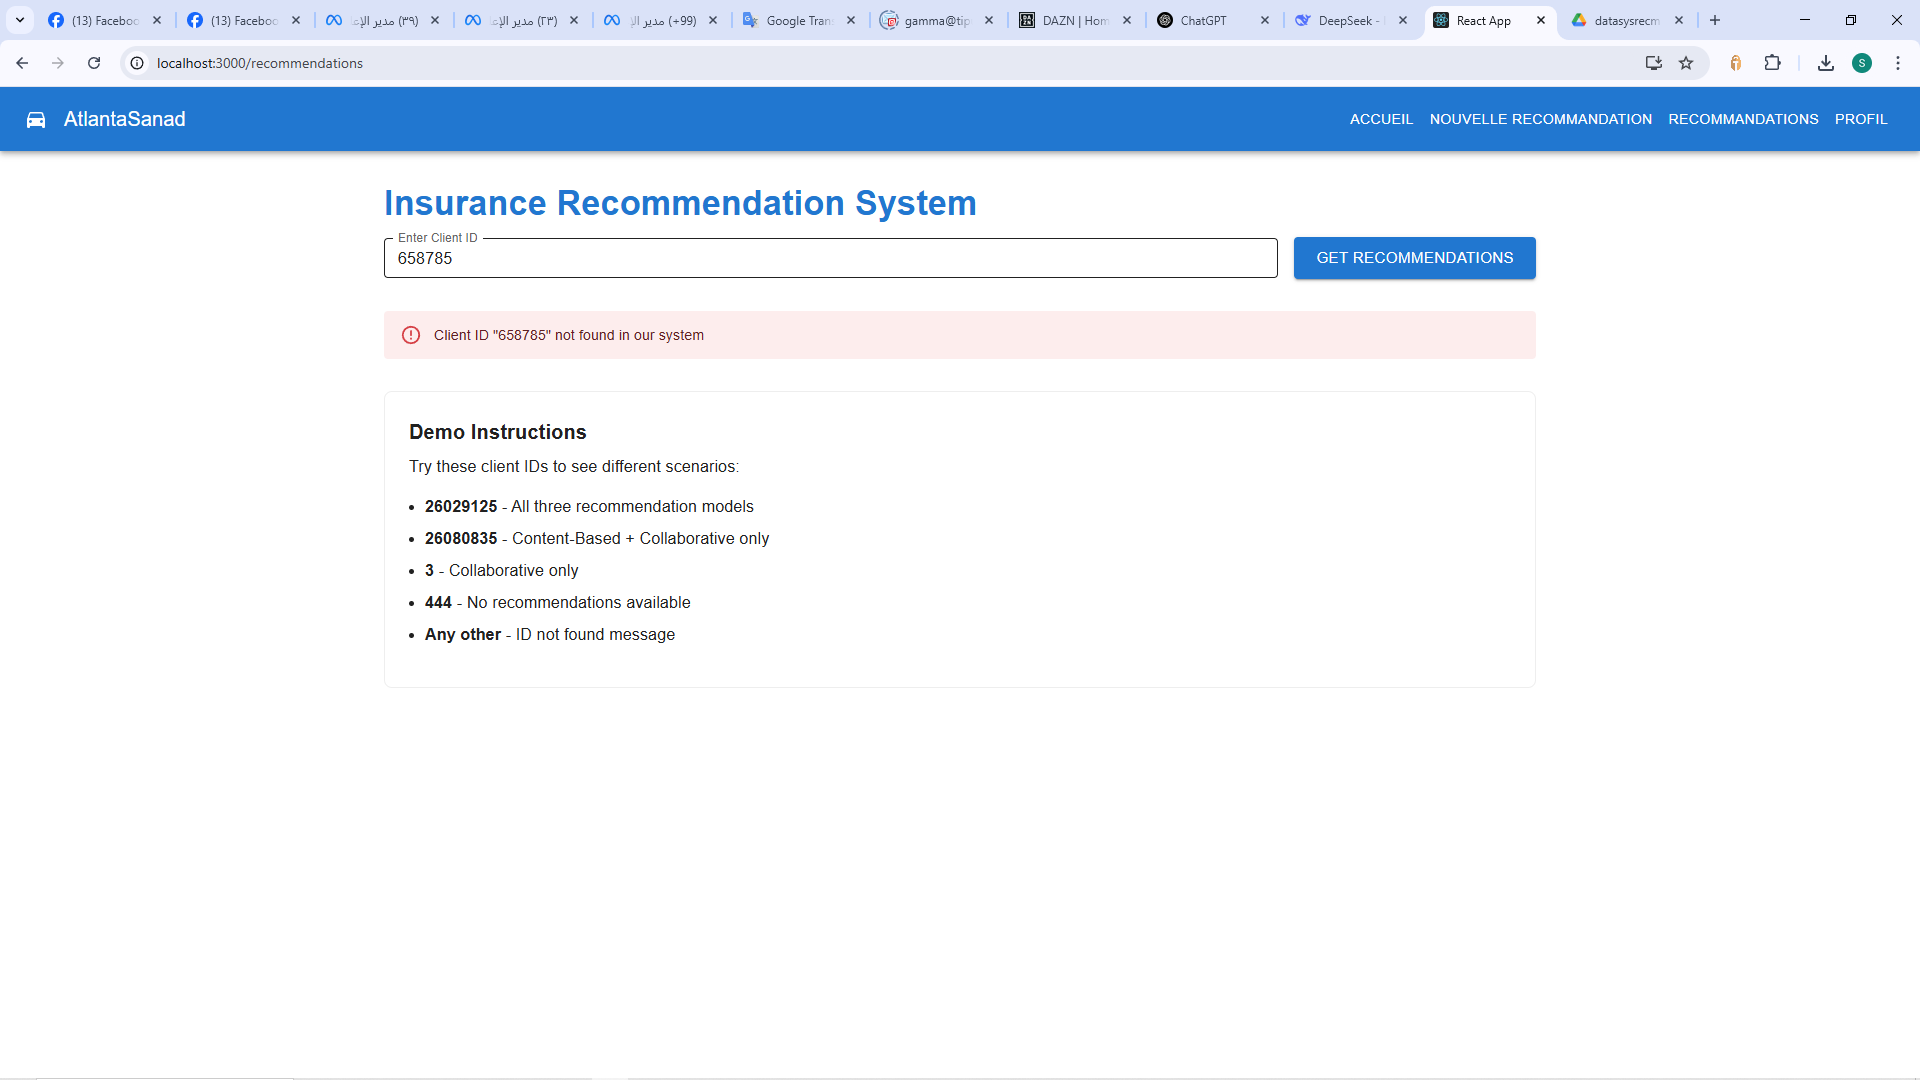 (13) Faceboo
(13) Faceboo
(٣٩) مدير الإعا
(٢٣) مدير الإعا
(99+) مدير الإ
Google Tran
gamma@tip
DAZN | Hom
ChatGPT
DeepSeek -
React App
datasysrecm
localhost:3000/recommendations
S
AtlantaSanad
ACCUEIL
NOUVELLE RECOMMANDATION
RECOMMANDATIONS
PROFIL
Insurance Recommendation System
Enter Client ID
658785
GET RECOMMENDATIONS
Client ID "658785" not found in our system
Demo Instructions
Try these client IDs to see different scenarios:
• 26029125 - All three recommendation models
• 26080835 - Content-Based + Collaborative only
• 3 - Collaborative only
• 444 - No recommendations available
• Any other - ID not found message